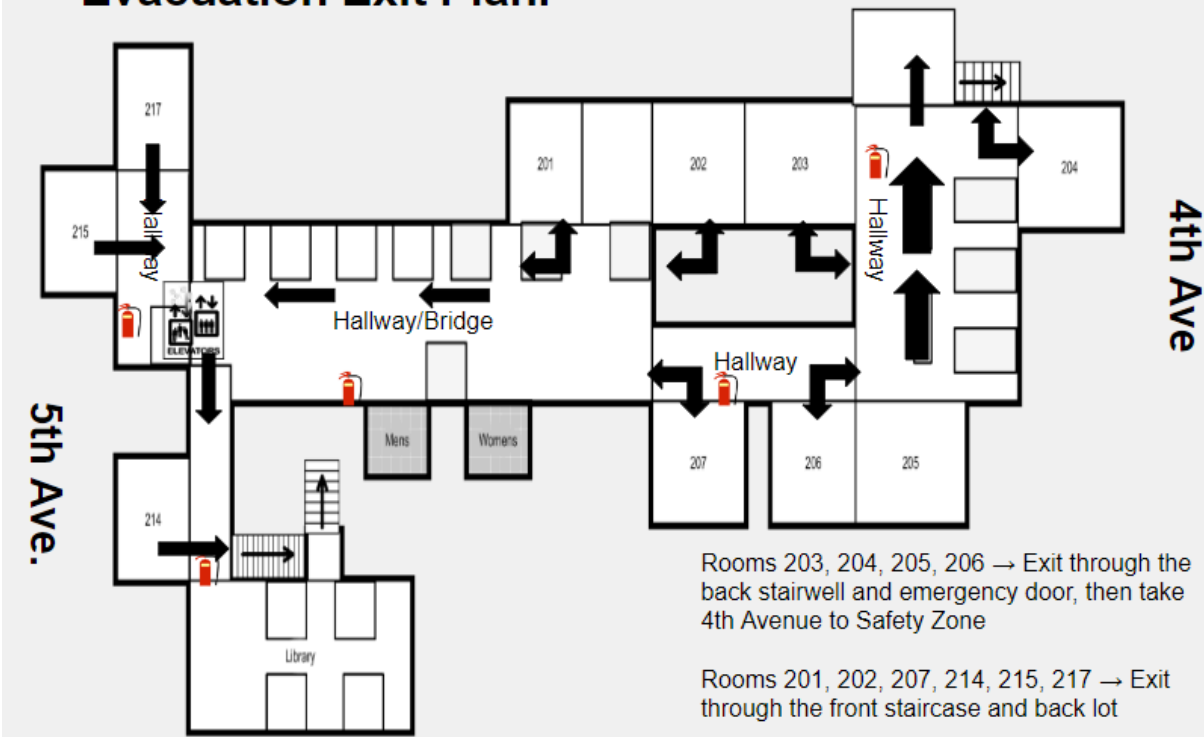 Evacuation Exit Plan:
217
201
202
203
204
215
Hallway
Hallway
4th Ave
ELEVATORS
Hallway/Bridge
Hallway
5th Ave.
Mens
Womens
207
206
205
214
Library
Rooms 203, 204, 205, 206 → Exit through the
back stairwell and emergency door, then take
4th Avenue to Safety Zone
Rooms 201, 202, 207, 214, 215, 217 → Exit
through the front staircase and back lot